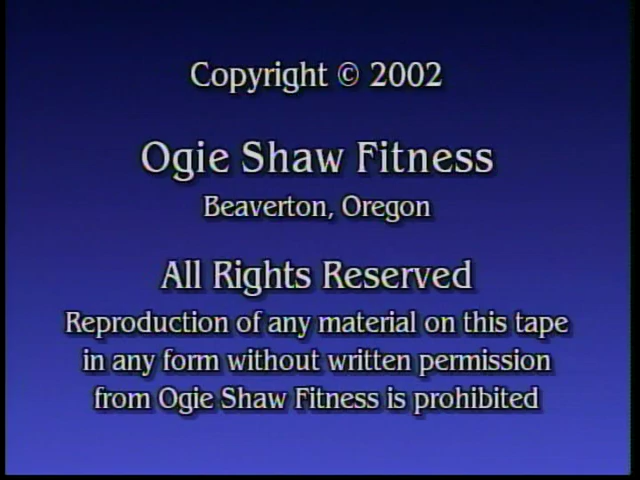 Copyright © 2002
Ogie Shaw Fitness
Beaverton, Oregon
All Rights Reserved
Reproduction of any material on this tape
in any form without written permission
from Ogie Shaw Fitness is prohibited